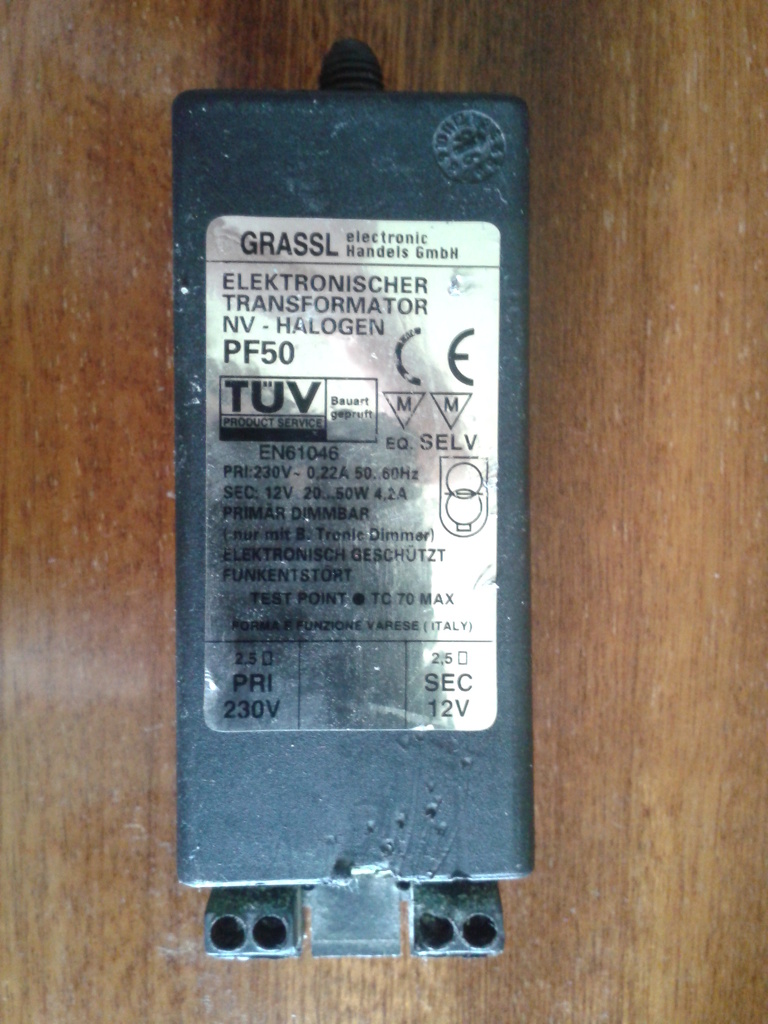 GRASSL electronic
Handels GmbH
ELEKTRONISCHER
TRANSFORMATOR
NV - HALOGEN
PF50
CE
TÜV
PRODUCT SERVICE
Bauart
geprüft
M M
EQ. SELV
EN61046
PRI:230V~ 0,22A 50..60Hz
SEC: 12V 20...50W 4,2A
PRIMÄR DIMMBAR
(nur mit B. Tronic Dimmer)
ELEKTRONISCH GESCHÜTZT
FUNKENTSTÖRT
TEST POINT ● TC 70 MAX
FORMA E FUNZIONE VARESE (ITALY)
2,5 2,5
PRI SEC
230V 12V